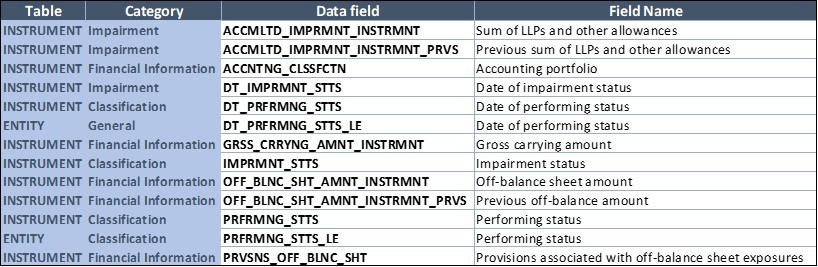 Table Category Data field Field Name
INSTRUMENT Impairment ACCMLTD_IMPRMNT_INSTRMNT Sum of LLPs and other allowances
INSTRUMENT Impairment ACCMLTD_IMPRMNT_INSTRMNT_PRVS Previous sum of LLPs and other allowances
INSTRUMENT Financial Information ACCNTNG_CLSSFCTN Accounting portfolio
INSTRUMENT Impairment DT_IMPRMNT_STTS Date of impairment status
INSTRUMENT Classification DT_PRFRMNG_STTS Date of performing status
ENTITY General DT_PRFRMNG_STTS_LE Date of performing status
INSTRUMENT Financial Information GRSS_CRRYNG_AMNT_INSTRMNT Gross carrying amount
INSTRUMENT Classification IMPRMNT_STTS Impairment status
INSTRUMENT Financial Information OFF_BLNC_SHT_AMNT_INSTRMNT Off-balance sheet amount
INSTRUMENT Financial Information OFF_BLNC_SHT_AMNT_INSTRMNT_PRVS Previous off-balance amount
INSTRUMENT Classification PRFRMNG_STTS Performing status
ENTITY Classification PRFRMNG_STTS_LE Performing status
INSTRUMENT Financial Information PRVSNS_OFF_BLNC_SHT Provisions associated with off-balance sheet exposures